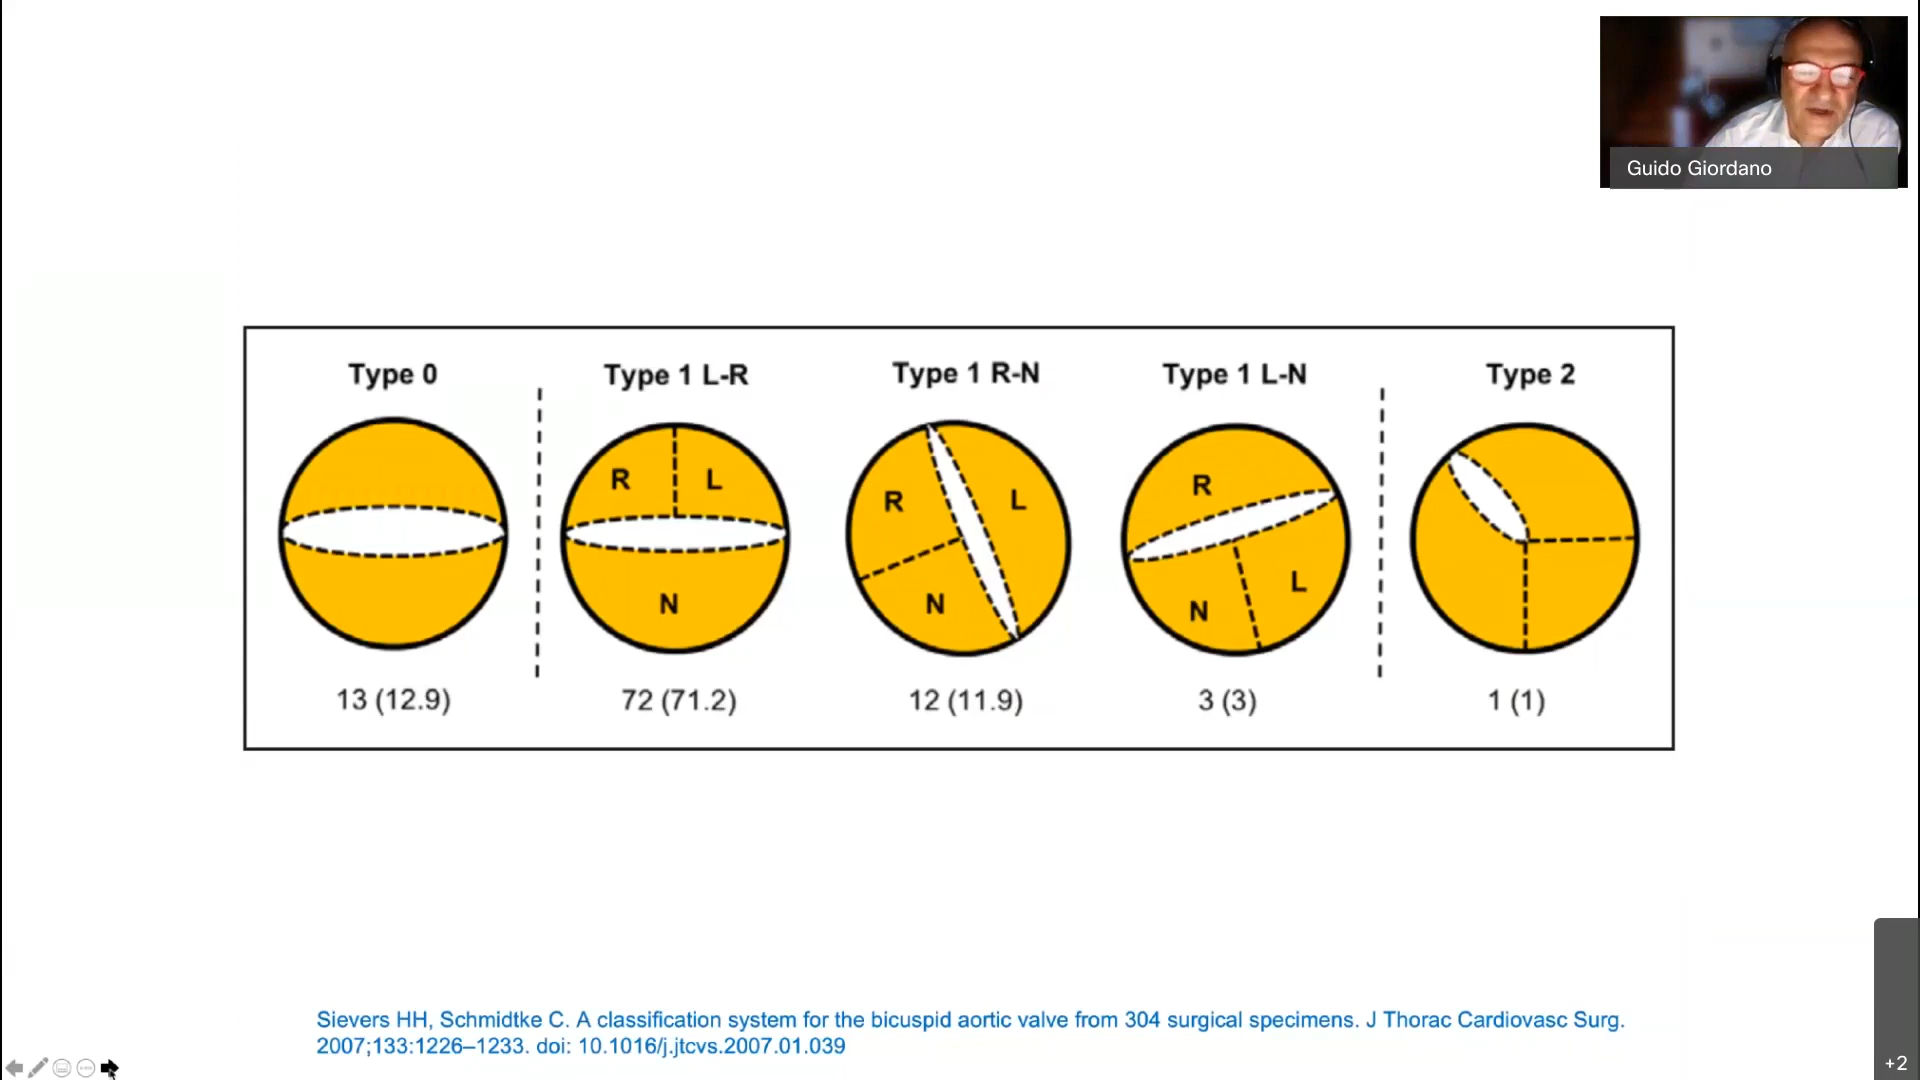 Guido Giordano
Type 0
Type 1 L-R
Type 1 R-N
Type 1 L-N
Type 2
R L
N
R L
N
R
N L
13 (12.9)
72 (71.2)
12 (11.9)
3 (3)
1 (1)
Sievers HH, Schmidtke C. A classification system for the bicuspid aortic valve from 304 surgical specimens. J Thorac Cardiovasc Surg.
2007;133:1226–1233. doi: 10.1016/j.jtcvs.2007.01.039
+2